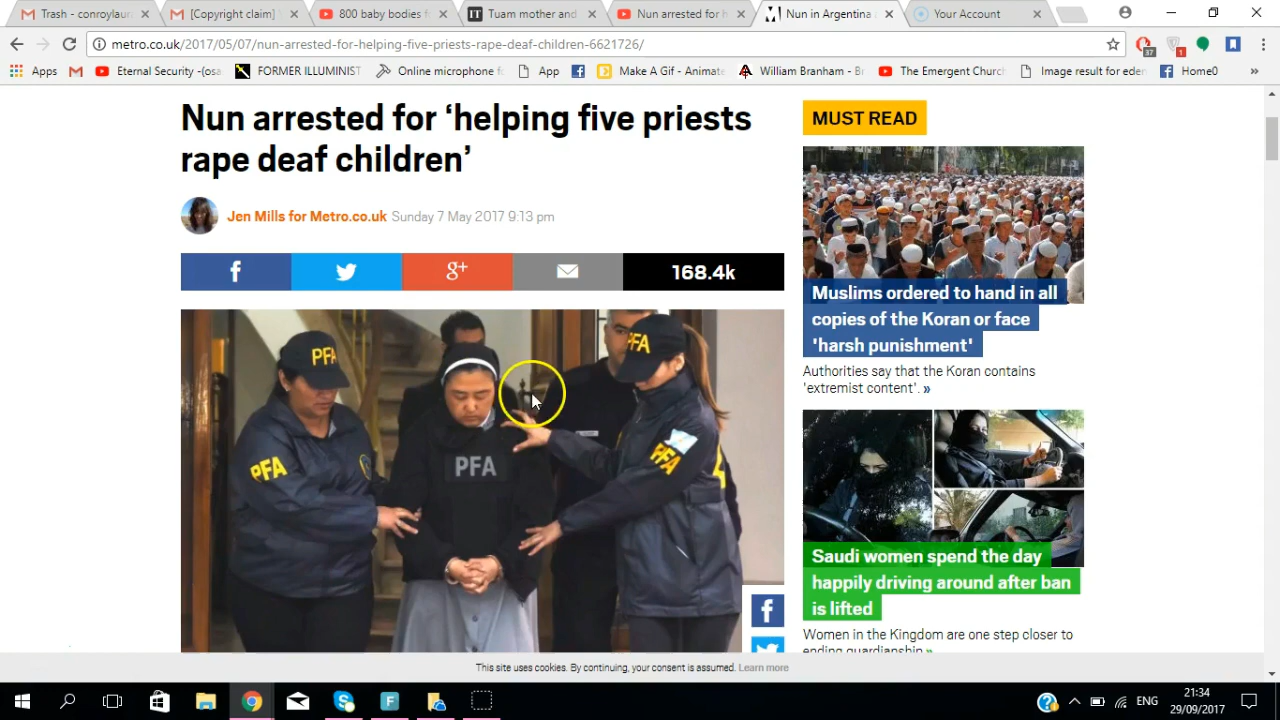 Trash - conroylaur
[Copyright claim]
800 baby bodies f
Tuam mother and
Nun arrested for h
Nun in Argentina
Your Account
metro.co.uk/2017/05/07/nun-arrested-for-helping-five-priests-rape-deaf-children-6621726/
37
1
Apps
Eternal Security -(osa
FORMER ILLUMINIST
Online microphone
App
Make A Gif - Animate
William Branham - B
The Emergent Churc
Image result for eder
Home0
»
Nun arrested for ‘helping five priests
rape deaf children’
Jen Mills for Metro.co.uk Sunday 7 May 2017 9:13 pm
168.4k
PFA
PFA
PFA
PFA
PFA
MUST READ
Muslims ordered to hand in all
copies of the Koran or face
'harsh punishment'
Authorities say that the Koran contains
'extremist content'. »
Saudi women spend the day
happily driving around after ban
is lifted
Women in the Kingdom are one step closer to
ending guardianship »
This site uses cookies. By continuing, your consent is assumed. Learn more
ENG
21:34
29/09/2017